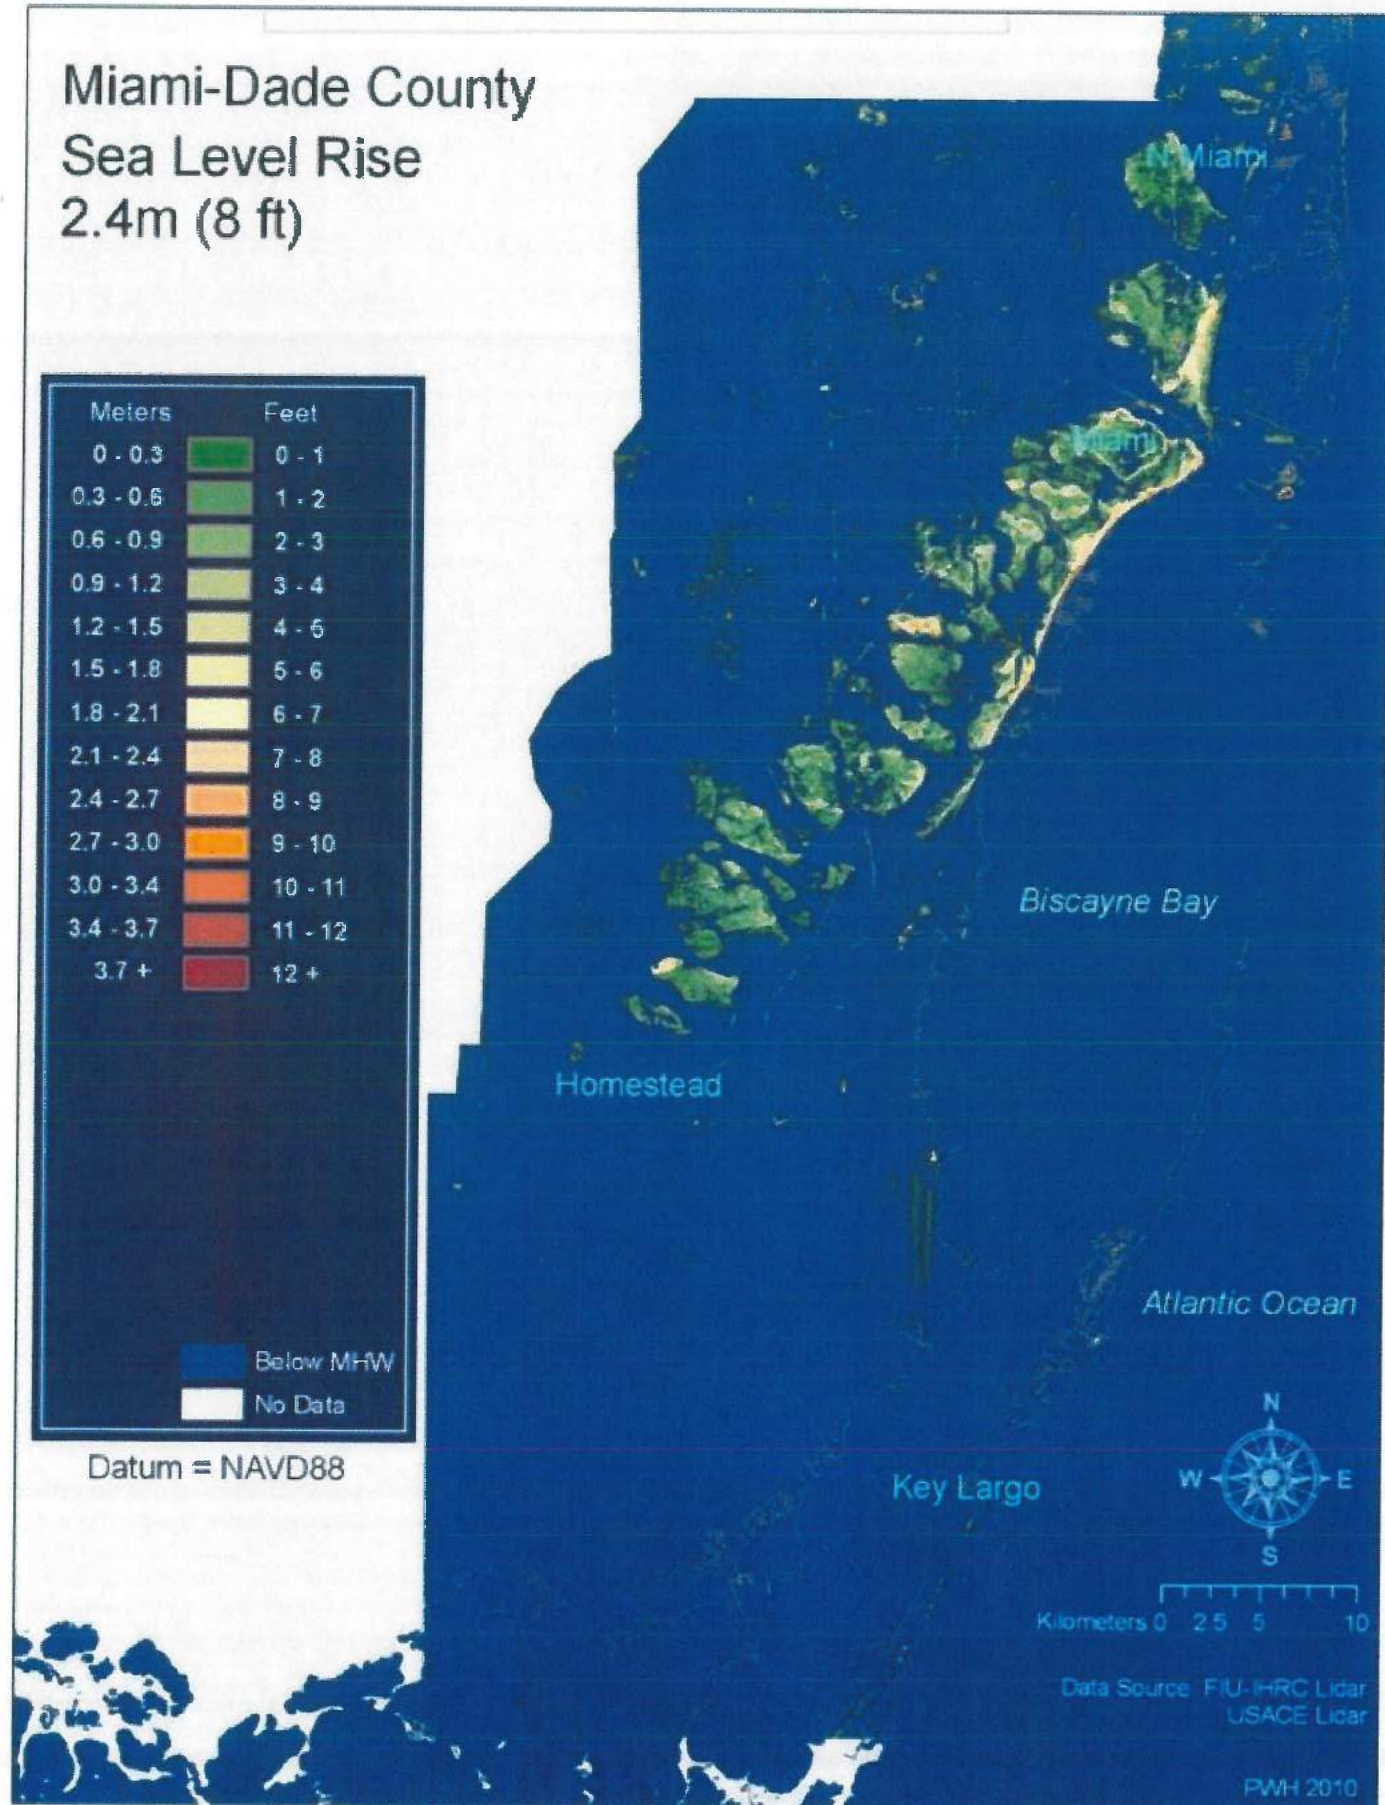 Miami-Dade County
Sea Level Rise
2.4m (8 ft)
Meters Feet
0 - 0.3 0 - 1
0.3 - 0.6 1 - 2
0.6 - 0.9 2 - 3
0.9 - 1.2 3 - 4
1.2 - 1.5 4 - 5
1.5 - 1.8 5 - 6
1.8 - 2.1 6 - 7
2.1 - 2.4 7 - 8
2.4 - 2.7 8 - 9
2.7 - 3.0 9 - 10
3.0 - 3.4 10 - 11
3.4 - 3.7 11 - 12
3.7 + 12 +
Below MHW
No Data
Datum = NAVD88
N Miami
Miami
Biscayne Bay
Homestead
Atlantic Ocean
Key Largo
N
W E
S
Kilometers 0 2.5 5 10
Data Source FIU-IHRC Lidar
USACE Lidar
PWH 2010